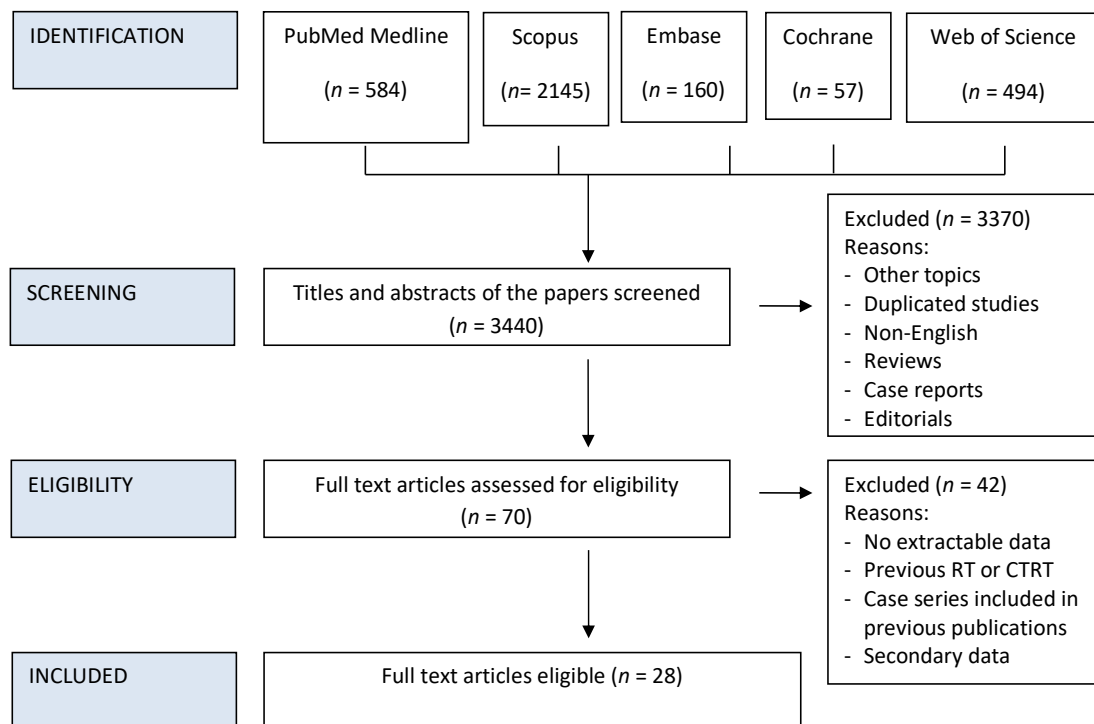 IDENTIFICATION
PubMed Medline
(n = 584)
Scopus
(n= 2145)
Embase
(n = 160)
Cochrane
(n = 57)
Web of Science
(n = 494)
Excluded (n = 3370)
Reasons:
- Other topics
- Duplicated studies
- Non-English
- Reviews
- Case reports
- Editorials
SCREENING
Titles and abstracts of the papers screened
(n = 3440)
ELIGIBILITY
Full text articles assessed for eligibility
(n = 70)
Excluded (n = 42)
Reasons:
- No extractable data
- Previous RT or CTRT
- Case series included in
previous publications
- Secondary data
INCLUDED
Full text articles eligible (n = 28)